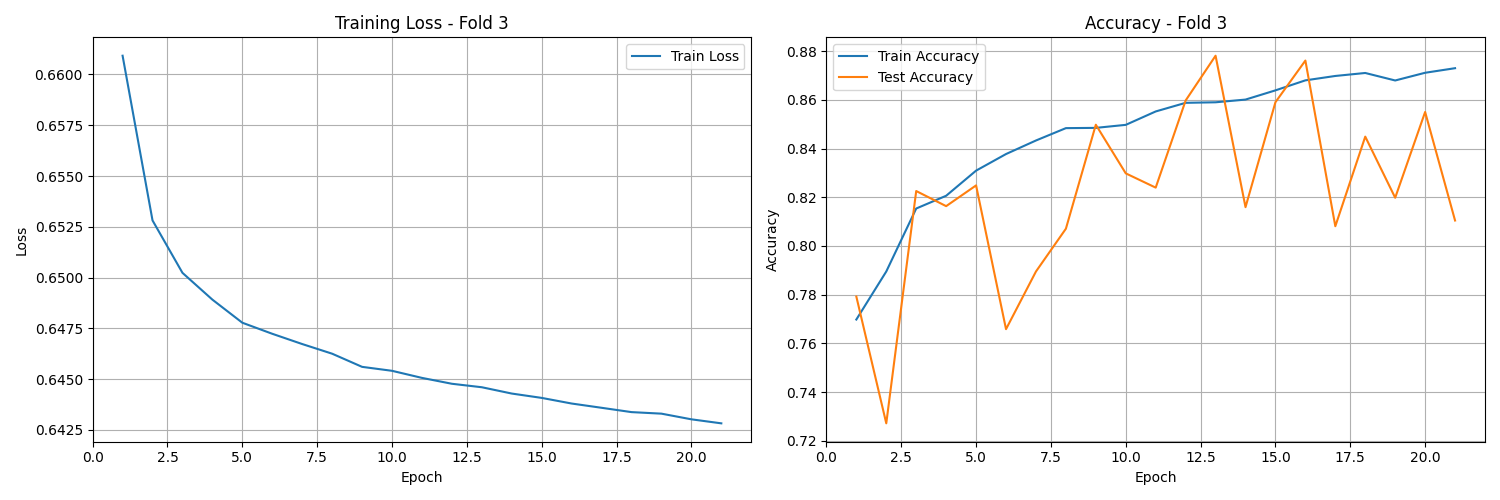 Training Loss - Fold 3
Train Loss
0.6600
0.6575
0.6550
0.6525
0.6500
0.6475
0.6450
0.6425
Loss
0.0 2.5 5.0 7.5 10.0 12.5 15.0 17.5 20.0
Epoch
Accuracy - Fold 3
Train Accuracy
Test Accuracy
0.88
0.86
0.84
0.82
0.80
0.78
0.76
0.74
0.72
Accuracy
0.0 2.5 5.0 7.5 10.0 12.5 15.0 17.5 20.0
Epoch